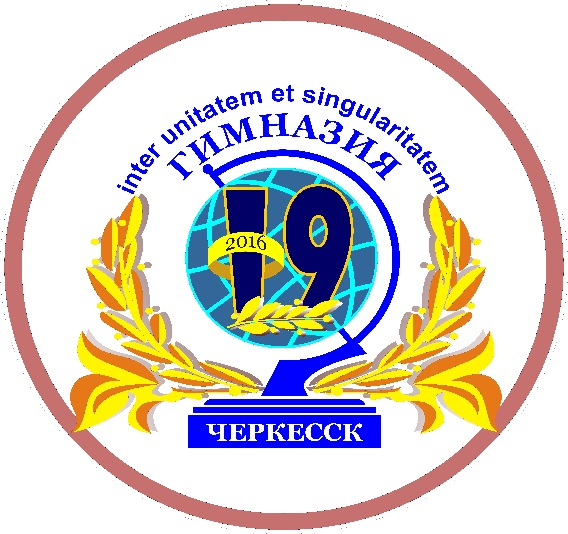 inter unitatem et singularitatem
ГИМНАЗИЯ
19
2016
ЧЕРКЕССК